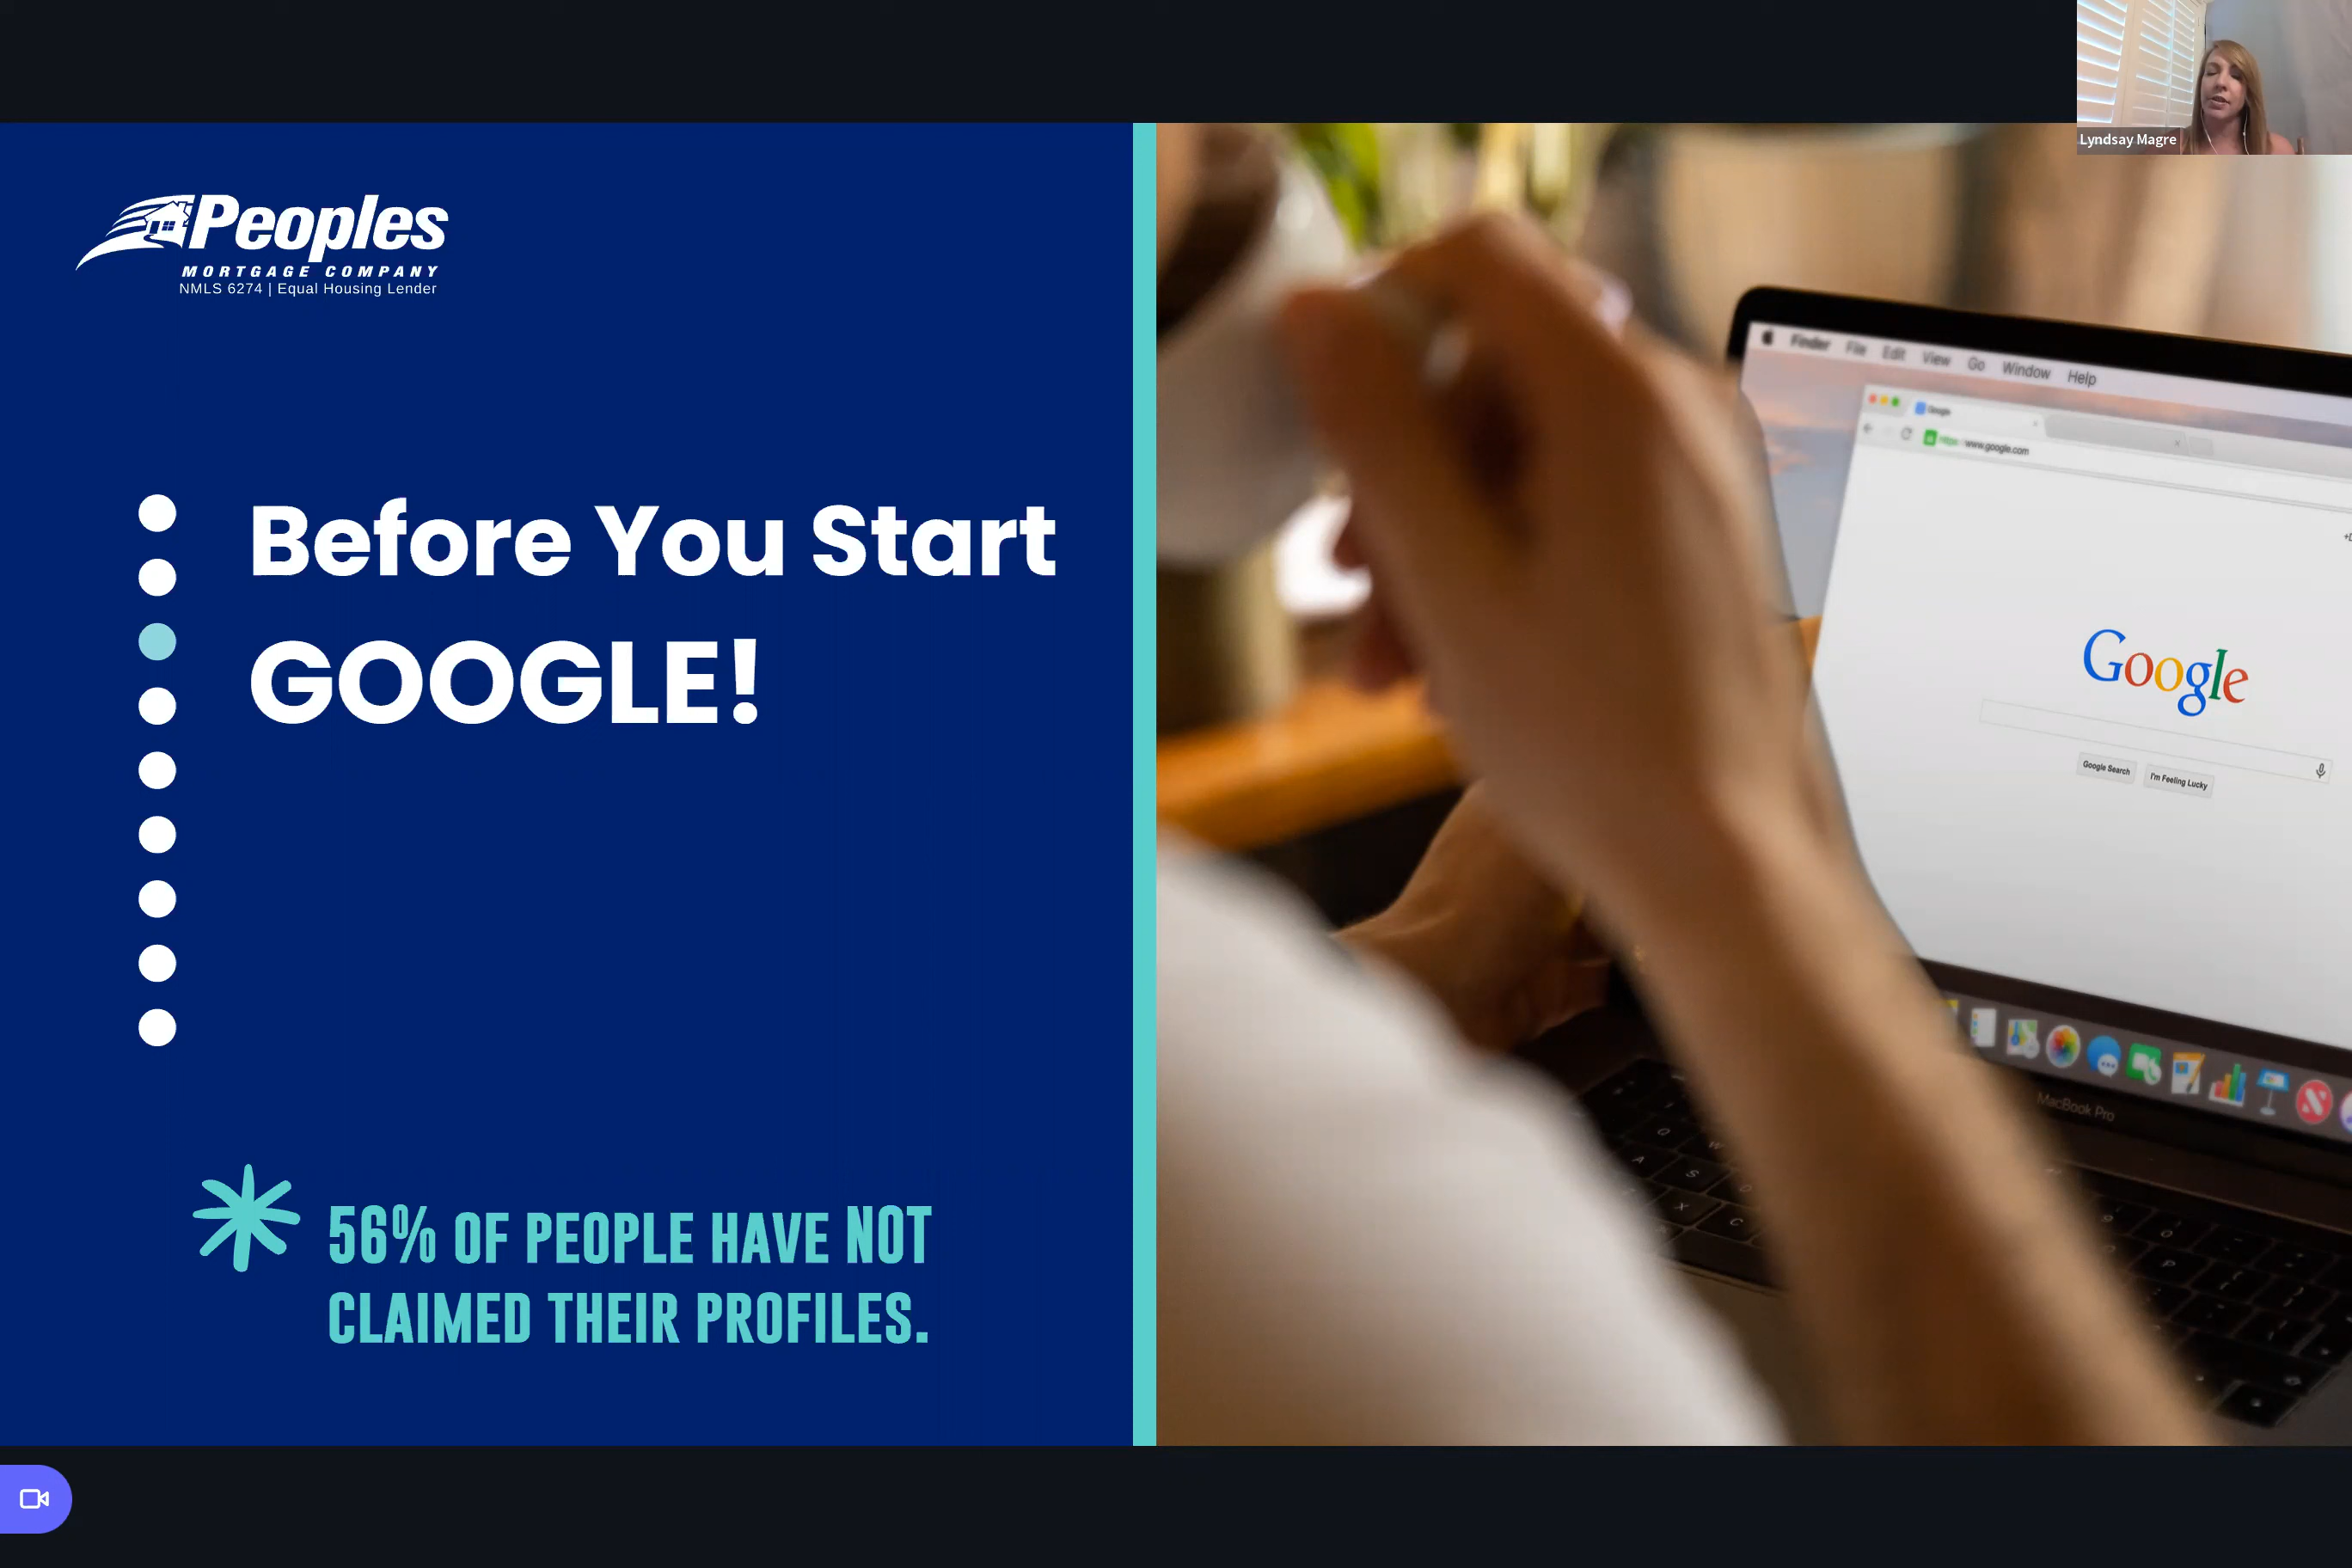 Lyndsay Magre
Peoples
MORTGAGE COMPANY
NMLS 6274 | Equal Housing Lender
Before You Start
GOOGLE!
56% OF PEOPLE HAVE NOT
CLAIMED THEIR PROFILES.
Finder File Edit View Go Window Help
Google
https www.google.com
Google
Google Search I'm Feeling Lucky
MacBook Pro